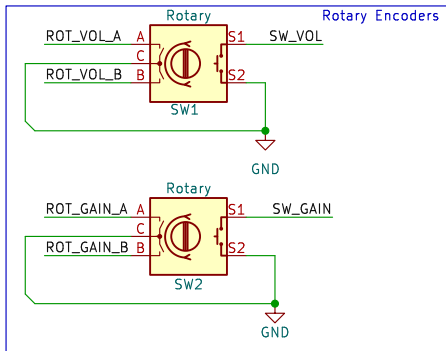 Rotary Encoders
Rotary
ROT_VOL_A A S1 SW_VOL
C
ROT_VOL_B B S2
SW1
GND
Rotary
ROT_GAIN_A A S1 SW_GAIN
C
ROT_GAIN_B B S2
SW2
GND